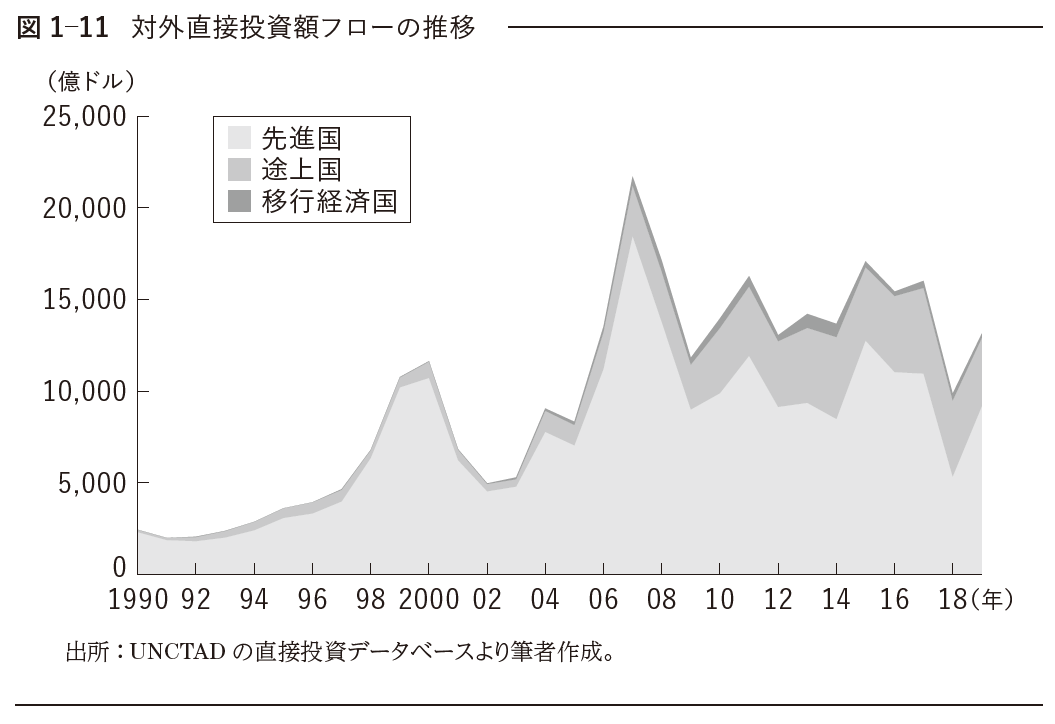 図 1-11 対外直接投資額フローの推移
（億ドル）
25,000
20,000
15,000
10,000
5,000
0
先進国
途上国
移行経済国
1990 92 94 96 98 2000 02 04 06 08 10 12 14 16 18（年）
出所：UNCTAD の直接投資データベースより筆者作成。